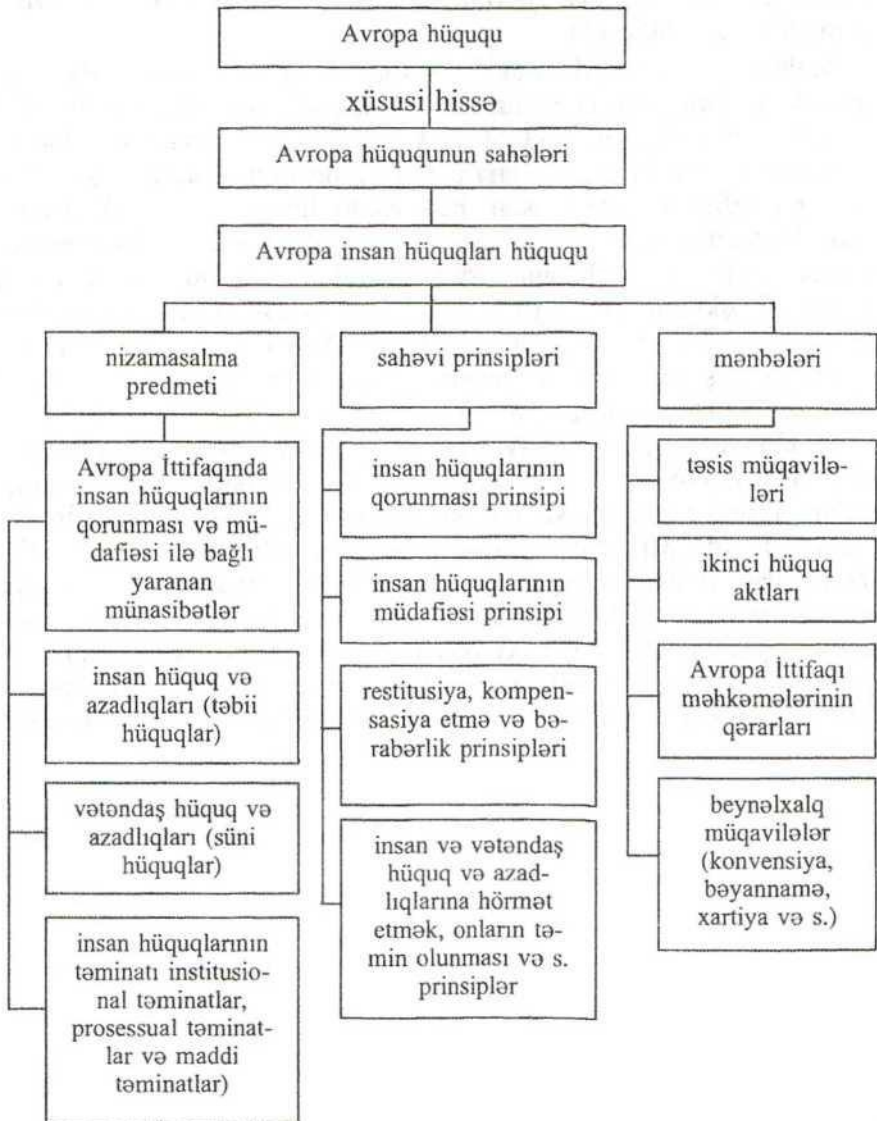 Avropa hüququ
xüsusi hissə
Avropa hüququnun sahələri
Avropa insan hüquqları hüququ
nizamasalma
predmeti
Avropa İttifaqında
insan hüquqlarının
qorunması və mü-
dafiəsi ilə bağlı
yaranan
münasibətlər
insan hüquq və
azadlıqları (təbii
hüquqlar)
vətəndaş hüquq və
azadlıqları (süni
hüquqlar)
insan hüquqlarının
təminatı institusio-
nal təminatlar,
prosessual təminat-
lar və maddi
təminatlar)
sahəvi prinsipləri
insan hüquqlarının
qorunması prinsipi
insan hüquqlarının
müdafiəsi prinsipi
restitusiya, kompen-
sasiya etmə və bə-
rabərlik prinsipləri
insan və vətəndaş
hüquq və azad-
lıqlarına hörmət
etmək, onların tə-
min olunması və s.
prinsiplər
mənbələri
təsis müqavilə-
ləri
ikinci hüquq
aktları
Avropa İttifaqı
məhkəmələrinin
qərarları
beynəlxalq
müqavilələr
(konvensiya,
bəyannamə,
xartiya və s.)